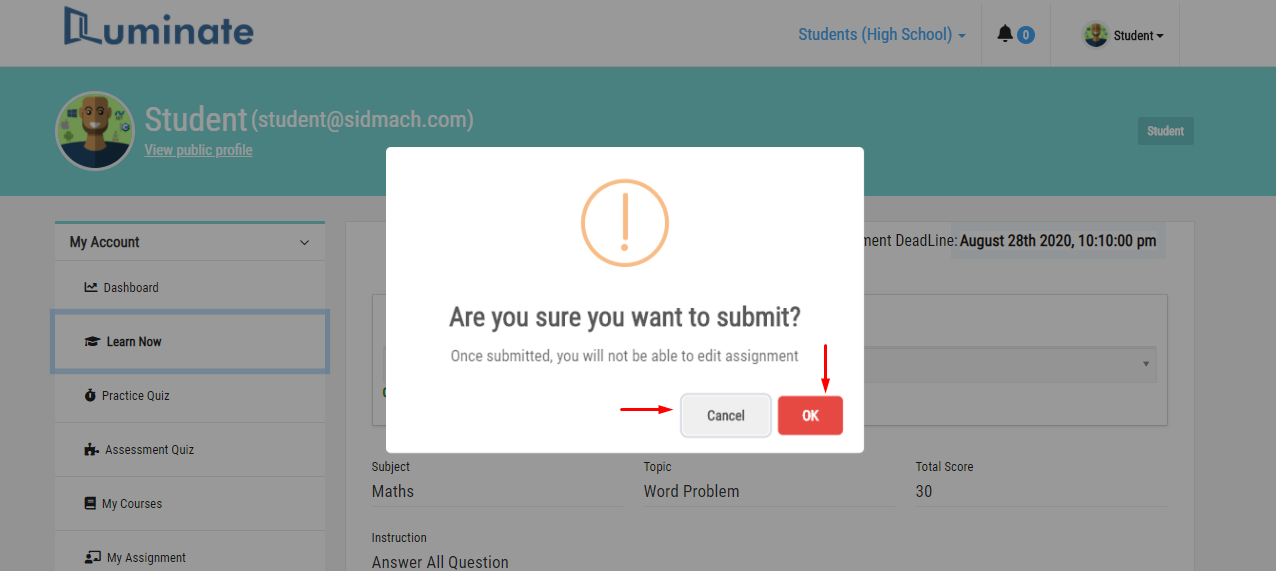 Luminate
Students (High School)
0
Student
Student (student@sidmach.com)
View public profile
Student
My Account
Dashboard
Learn Now
Practice Quiz
Assessment Quiz
My Courses
My Assignment
DeadLine: August 28th 2020, 10:10:00 pm
Are you sure you want to submit?
Once submitted, you will not be able to edit assignment
Cancel
OK
Subject
Topic
Total Score
Maths
Word Problem
30
Instruction
Answer All Question